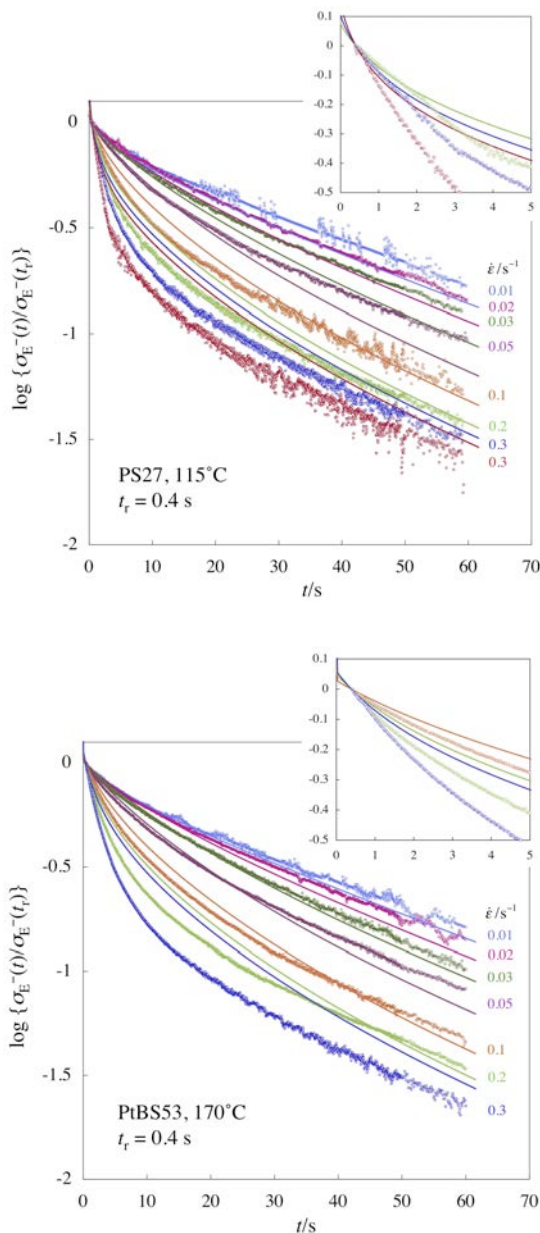 0.1
0
-0.1
-0.2
-0.3
-0.4
-0.5
0 1 2 3 4 5
0
-0.5
-1
-1.5
-2
log {σE⁻(t)/σE⁻(tr)}
ε̇ /s⁻¹
0.01
0.02
0.03
0.05
0.1
0.2
0.3
0.3
PS27, 115˚C
tr = 0.4 s
0 10 20 30 40 50 60 70
t/s
0.1
0
-0.1
-0.2
-0.3
-0.4
-0.5
0 1 2 3 4 5
0
-0.5
-1
-1.5
-2
log {σE⁻(t)/σE⁻(tr)}
ε̇ /s⁻¹
0.01
0.02
0.03
0.05
0.1
0.2
0.3
PtBS53, 170˚C
tr = 0.4 s
0 10 20 30 40 50 60 70
t/s